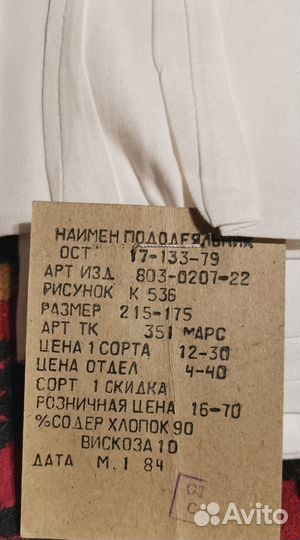 НАИМЕН ПОДОДЕЯЛЬНИК
ОСТ 17-133-79
АРТ ИЗД 803-0207-22
РИСУНОК К 536
РАЗМЕР 215-175
АРТ ТК 351 МАРС
ЦЕНА 1 СОРТА 12-30
ЦЕНА ОТДЕЛ 4-40
СОРТ 1 СКИДКА
РОЗНИЧНАЯ ЦЕНА 16-70
%СОДЕР ХЛОПОК 90
ВИСКОЗА 10
ДАТА М.1 84
Avito